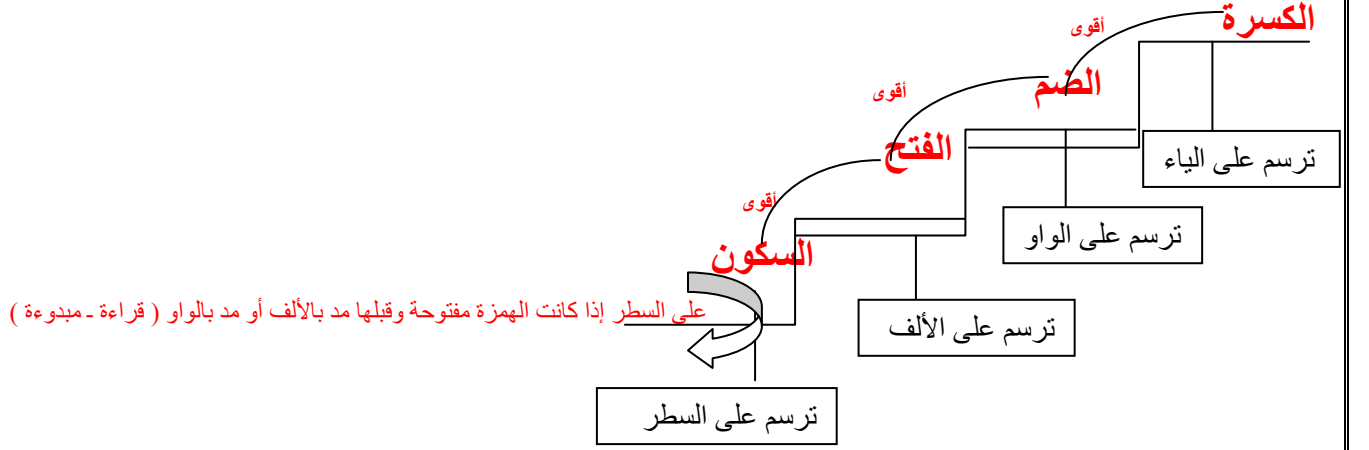 الكسرة
أقوى
الضم
أقوى
ترسم على الياء
الفتح
أقوى
ترسم على الواو
السكون
على السطر إذا كانت الهمزة مفتوحة وقبلها مد بالألف أو مد بالواو ( قراءة ـ مبدوءة )
ترسم على الألف
ترسم على السطر